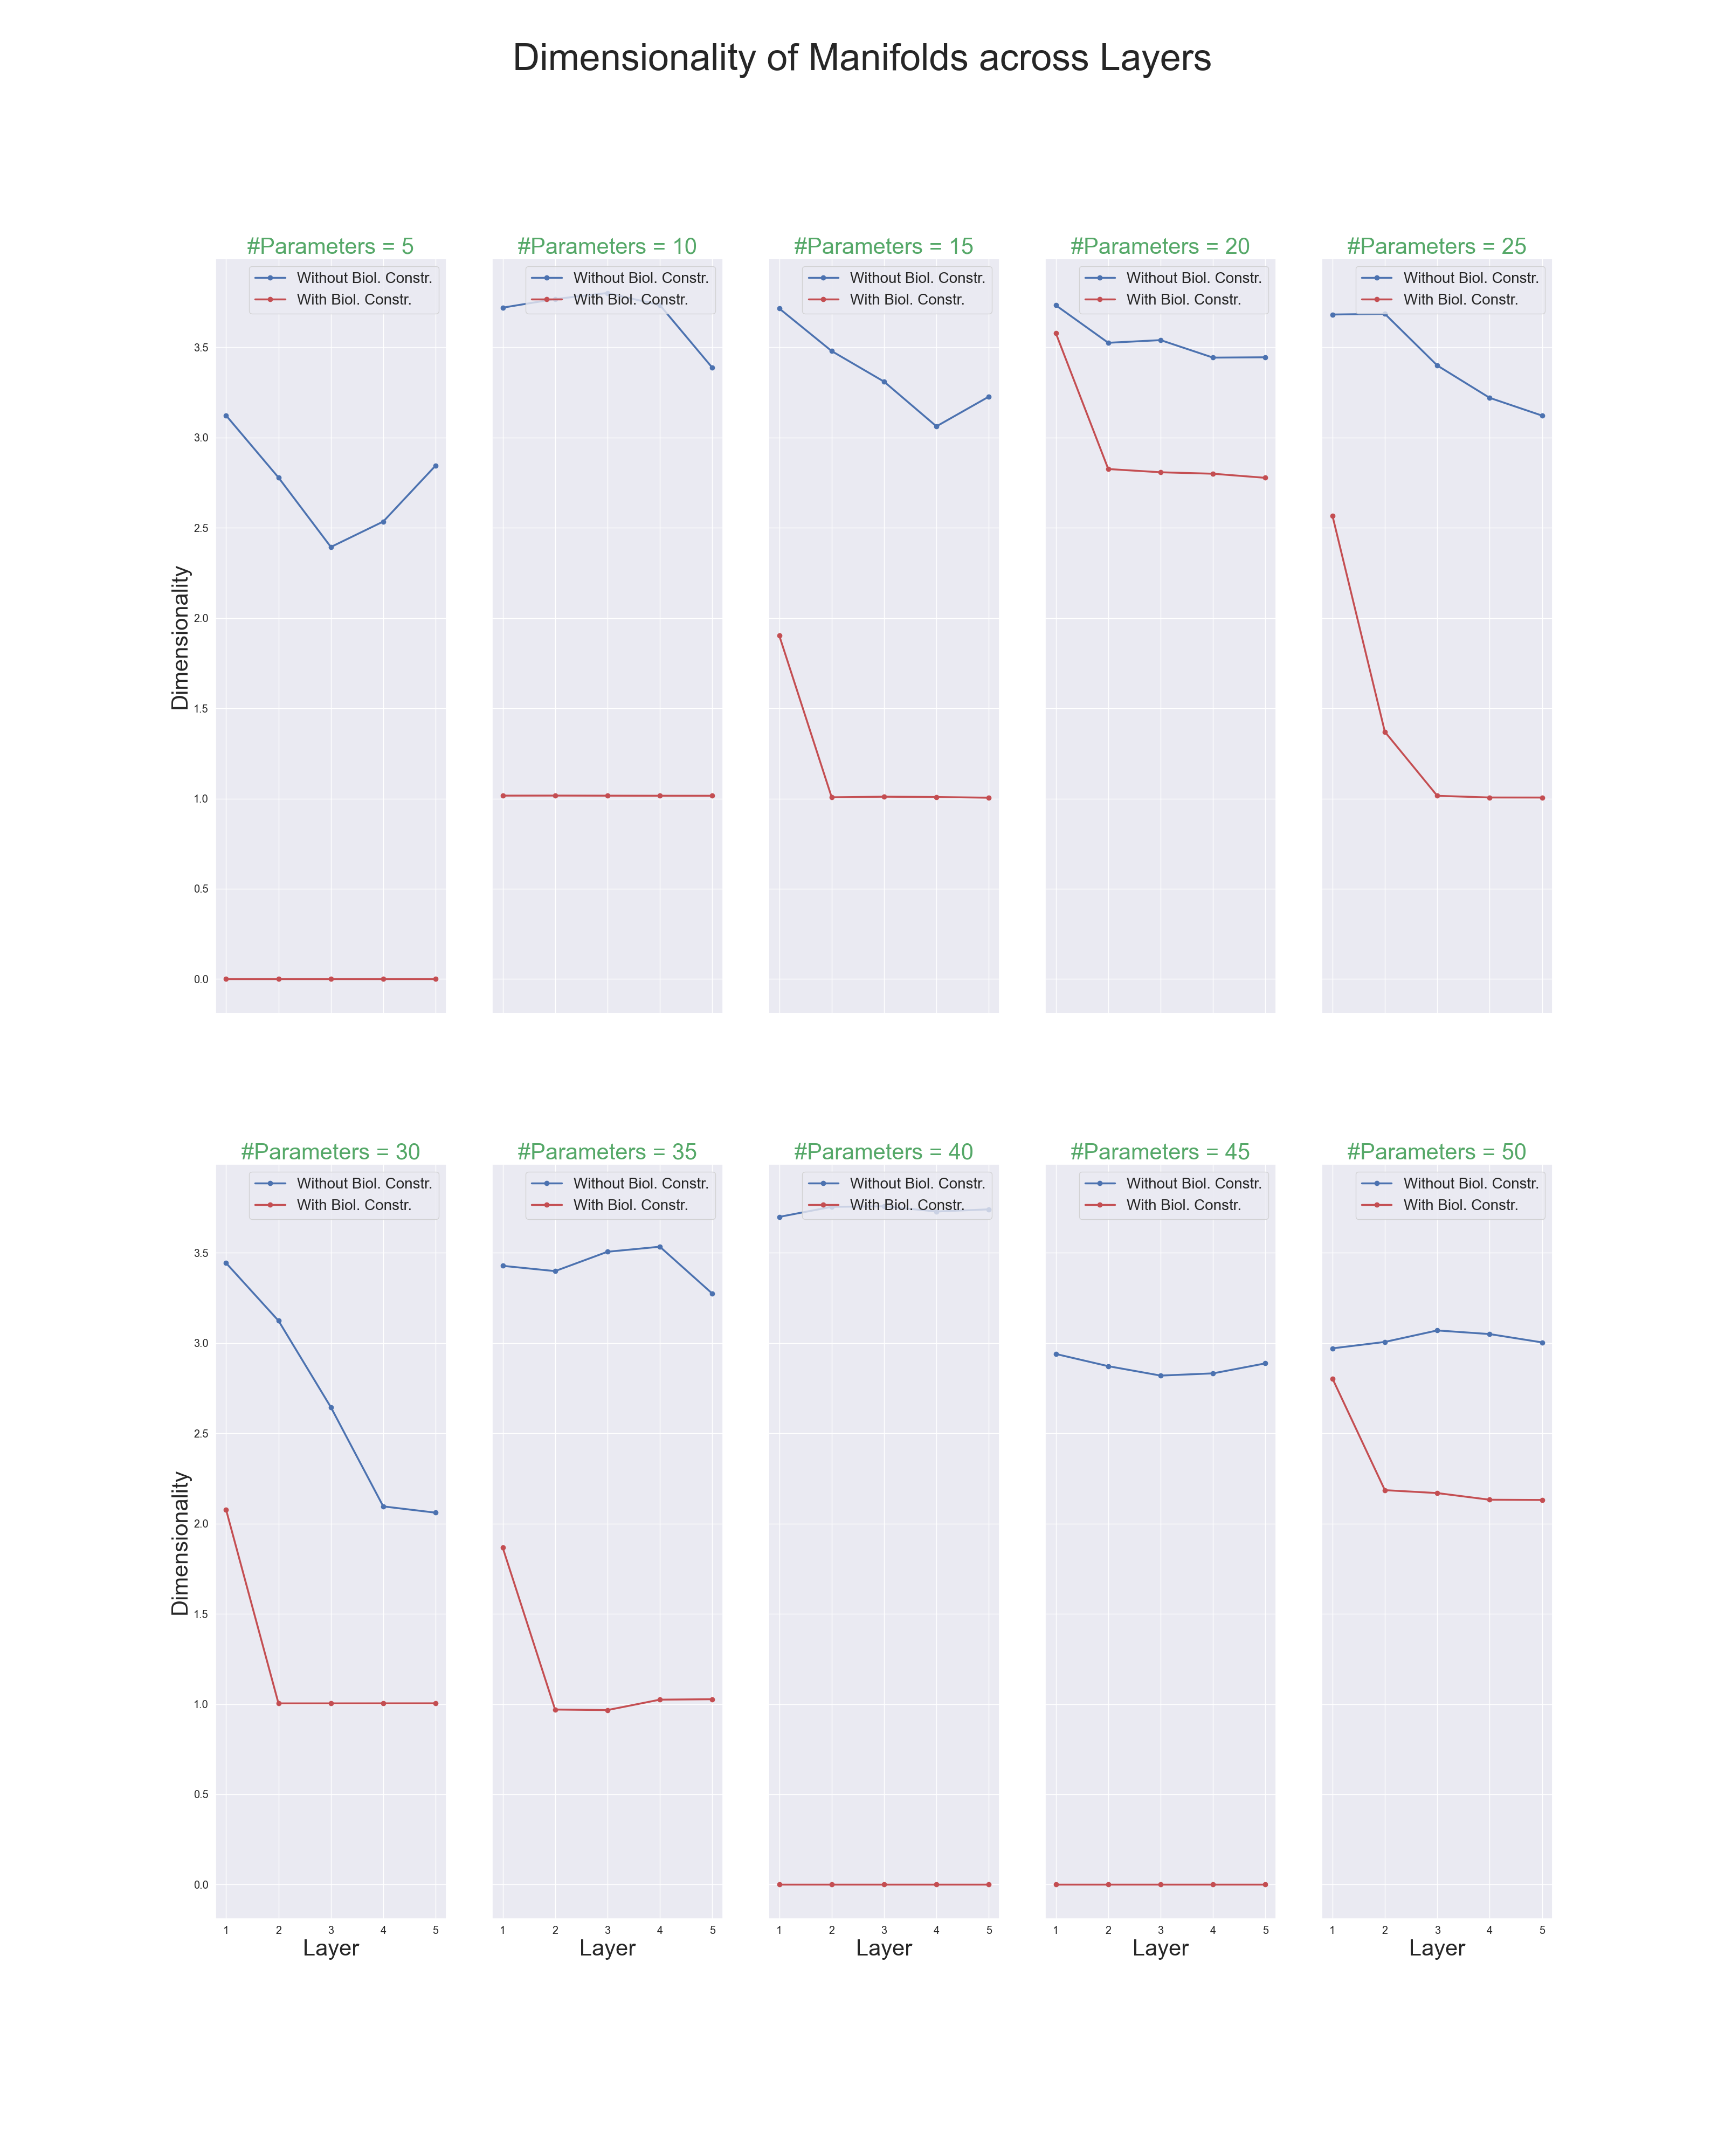 Dimensionality of Manifolds across Layers
#Parameters = 5
#Parameters = 10
#Parameters = 15
#Parameters = 20
#Parameters = 25
Without Biol. Constr.
With Biol. Constr.
Without Biol. Constr.
With Biol. Constr.
Without Biol. Constr.
With Biol. Constr.
Without Biol. Constr.
With Biol. Constr.
Without Biol. Constr.
With Biol. Constr.
Dimensionality
3.5
3.0
2.5
2.0
1.5
1.0
0.5
0.0
#Parameters = 30
#Parameters = 35
#Parameters = 40
#Parameters = 45
#Parameters = 50
Without Biol. Constr.
With Biol. Constr.
Without Biol. Constr.
With Biol. Constr.
Without Biol. Constr.
With Biol. Constr.
Without Biol. Constr.
With Biol. Constr.
Without Biol. Constr.
With Biol. Constr.
Dimensionality
3.5
3.0
2.5
2.0
1.5
1.0
0.5
0.0
1 2 3 4 5
1 2 3 4 5
1 2 3 4 5
1 2 3 4 5
1 2 3 4 5
Layer
Layer
Layer
Layer
Layer